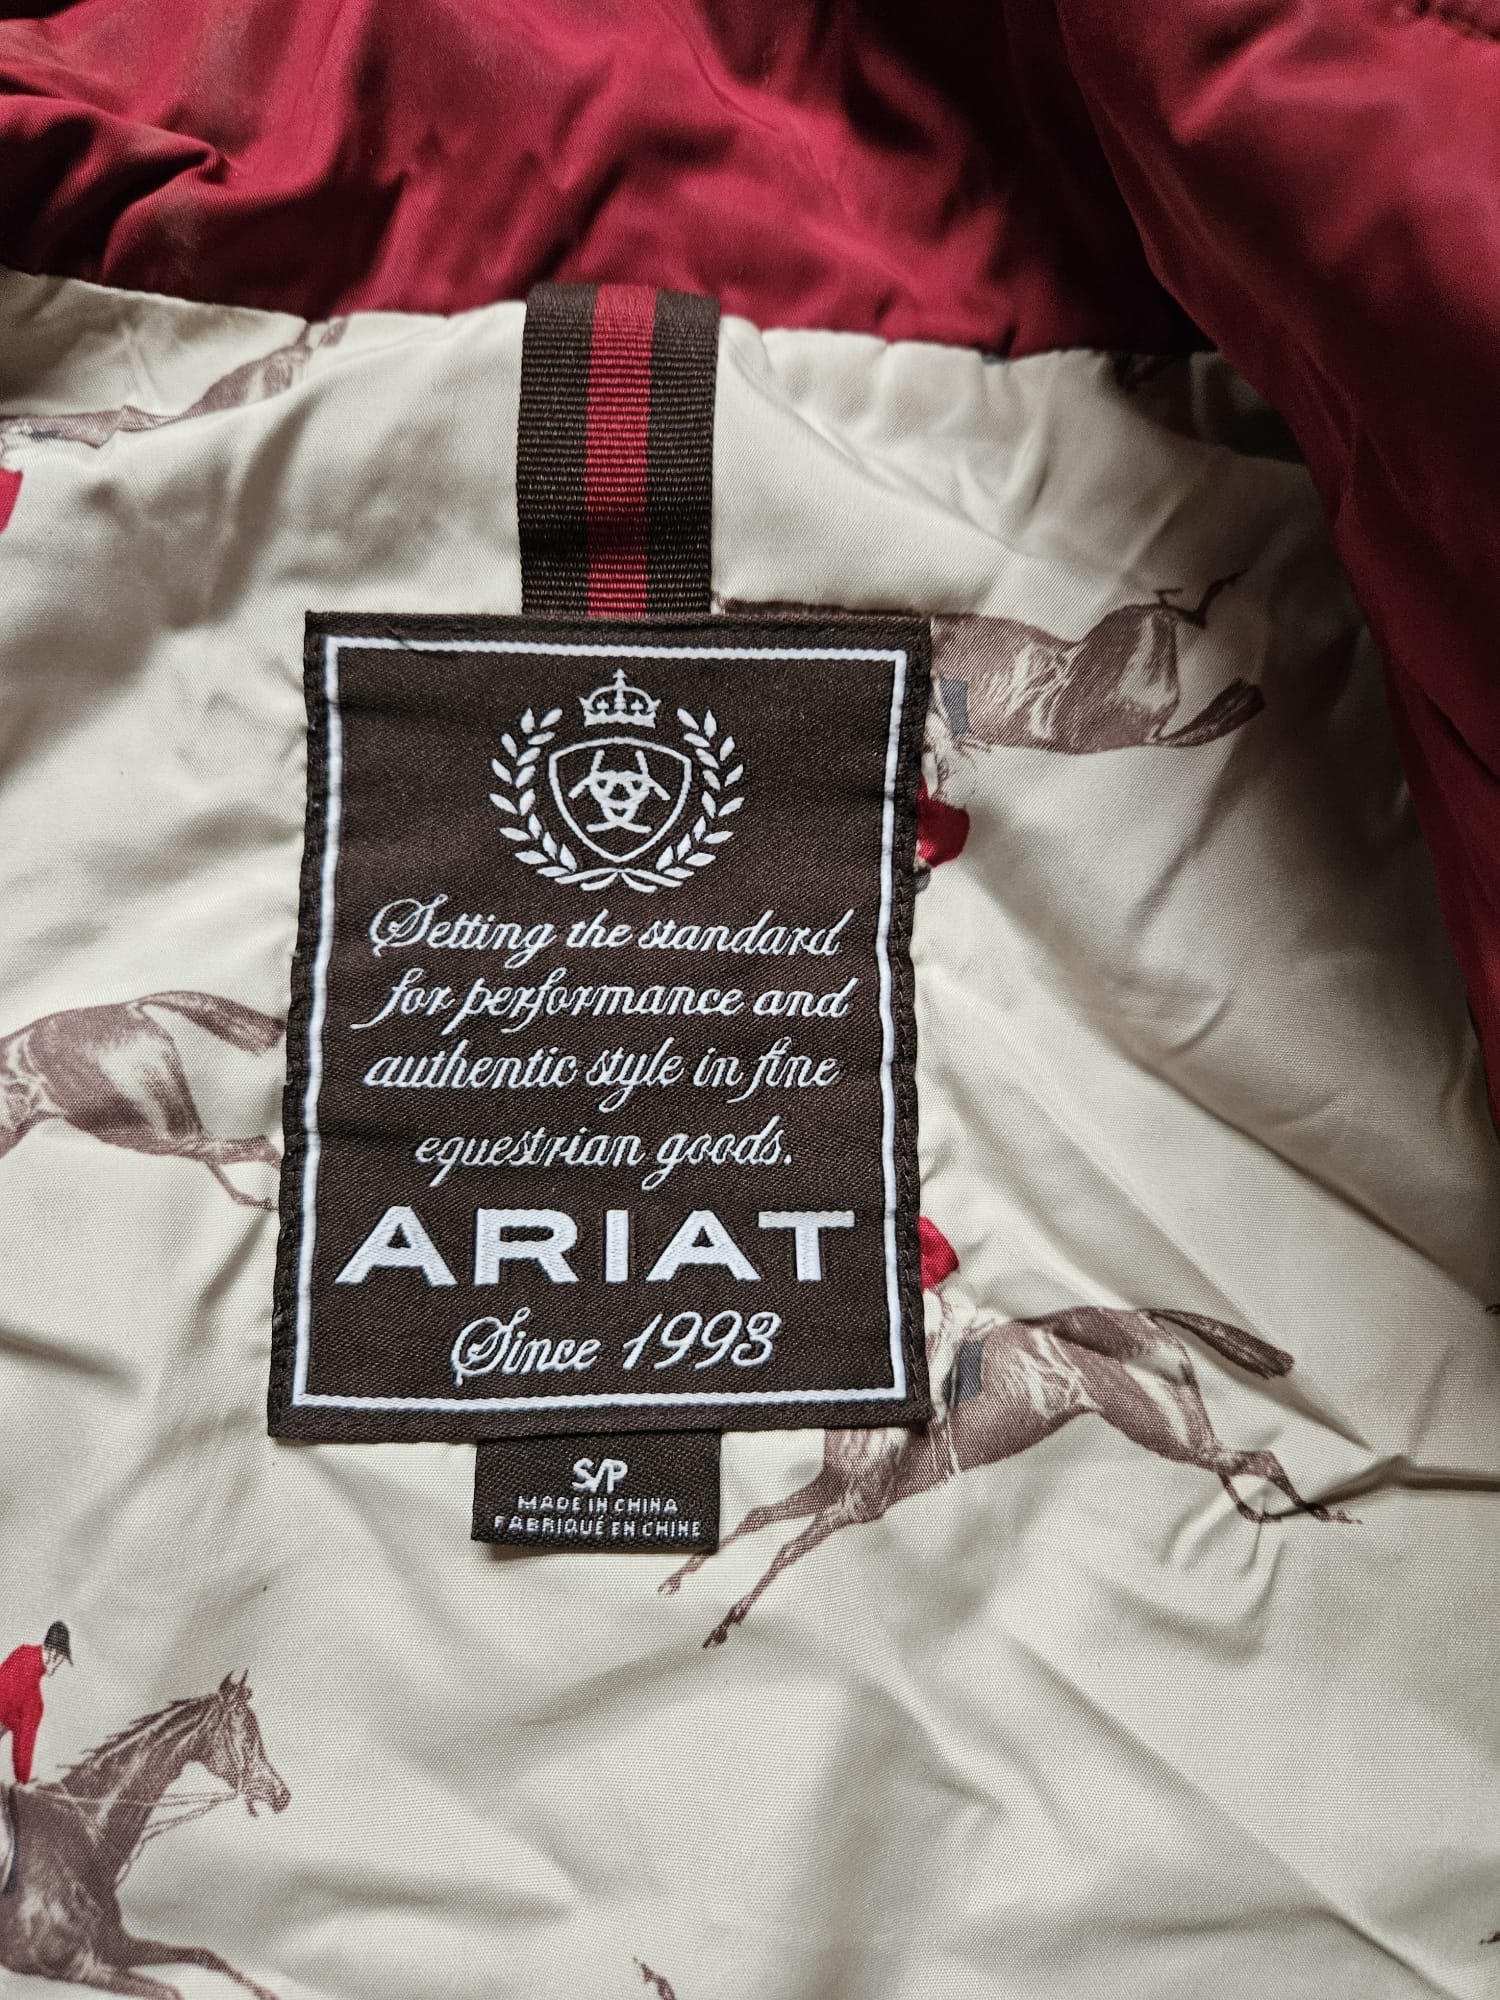 Setting the standard
for performance and
authentic style in fine
equestrian goods.
ARIAT
Since 1993
S/P
MADE IN CHINA
FABRIQUÉ EN CHINE